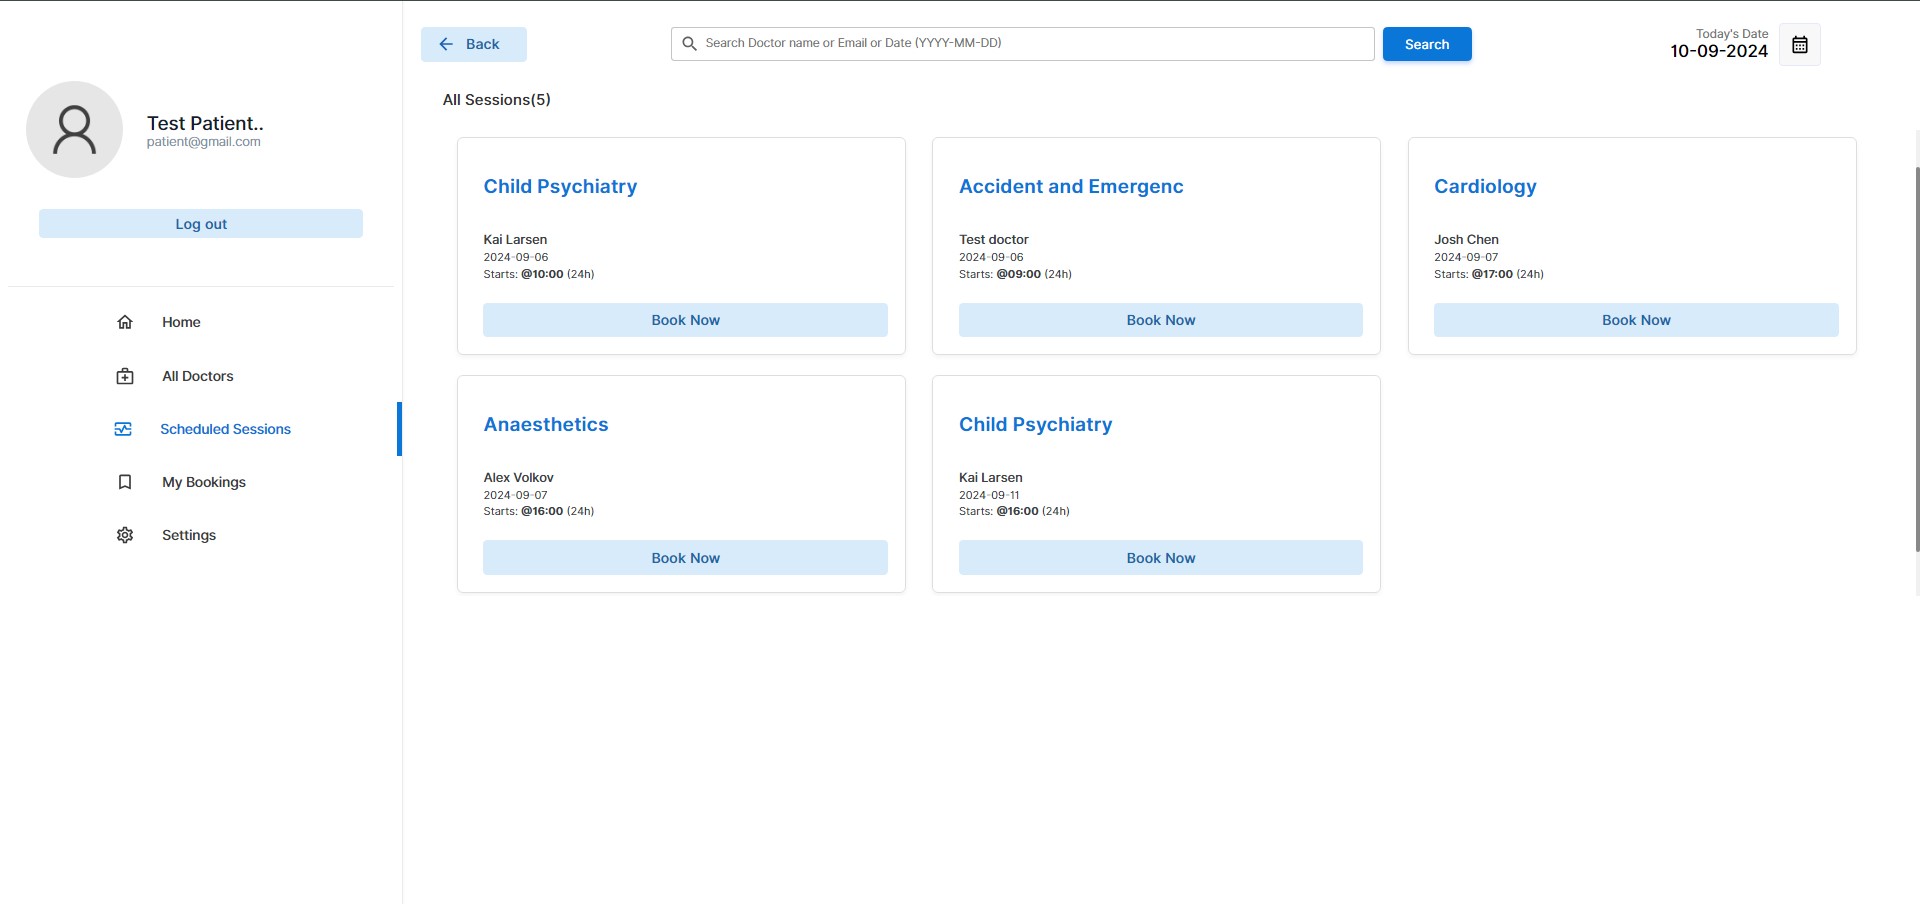 Back
Search Doctor name or Email or Date (YYYY-MM-DD)
Search
Today's Date
10-09-2024
Test Patient..
patient@gmail.com
Log out
Home
All Doctors
Scheduled Sessions
My Bookings
Settings
All Sessions(5)
Child Psychiatry
Kai Larsen
2024-09-06
Starts: @10:00 (24h)
Book Now
Accident and Emergenc
Test doctor
2024-09-06
Starts: @09:00 (24h)
Book Now
Cardiology
Josh Chen
2024-09-07
Starts: @17:00 (24h)
Book Now
Anaesthetics
Alex Volkov
2024-09-07
Starts: @16:00 (24h)
Book Now
Child Psychiatry
Kai Larsen
2024-09-11
Starts: @16:00 (24h)
Book Now